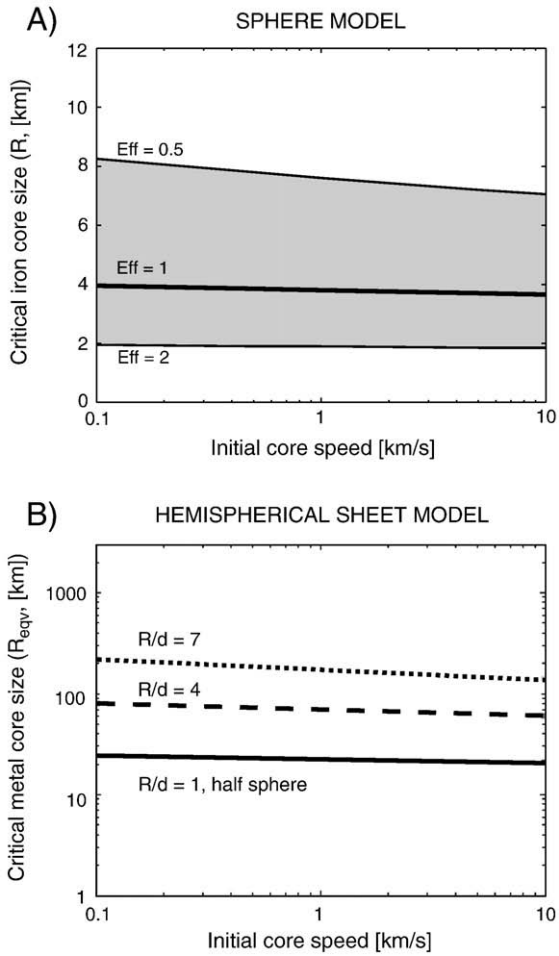 A)
SPHERE MODEL
Critical iron core size (R, [km])
12
10
8
6
4
2
0
Eff = 0.5
Eff = 1
Eff = 2
0.1
1
10
Initial core speed [km/s]
B)
HEMISPHERICAL SHEET MODEL
Critical metal core size (Reqv, [km])
1000
100
10
1
R/d = 7
R/d = 4
R/d = 1, half sphere
0.1
1
10
Initial core speed [km/s]